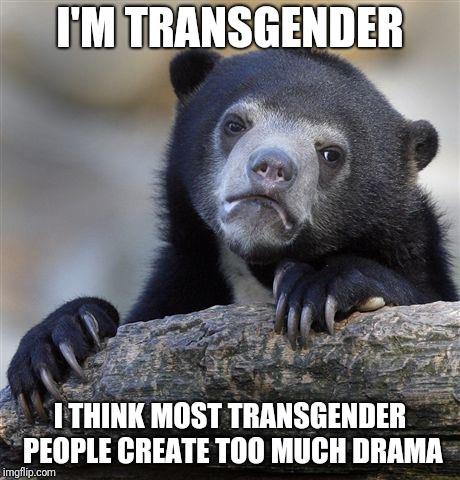 I'M TRANSGENDER
I THINK MOST TRANSGENDER
PEOPLE CREATE TOO MUCH DRAMA
imgflip.com